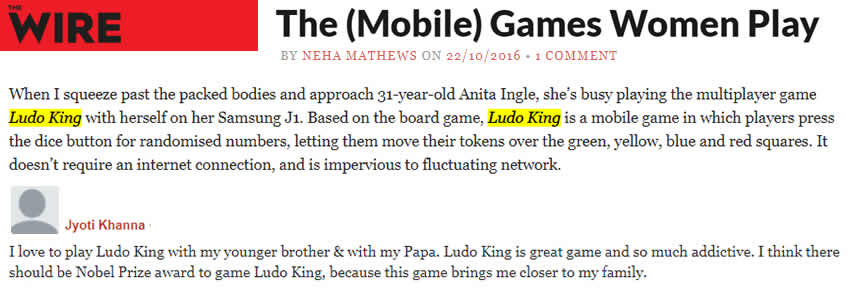 THE
WIRE
The (Mobile) Games Women Play
BY NEHA MATHEWS ON 22/10/2016 • 1 COMMENT
When I squeeze past the packed bodies and approach 31-year-old Anita Ingle, she's busy playing the multiplayer game
Ludo King with herself on her Samsung J1. Based on the board game, Ludo King is a mobile game in which players press
the dice button for randomised numbers, letting them move their tokens over the green, yellow, blue and red squares. It
doesn't require an internet connection, and is impervious to fluctuating network.
Jyoti Khanna ·
I love to play Ludo King with my younger brother & with my Papa. Ludo King is great game and so much addictive. I think there
should be Nobel Prize award to game Ludo King, because this game brings me closer to my family.